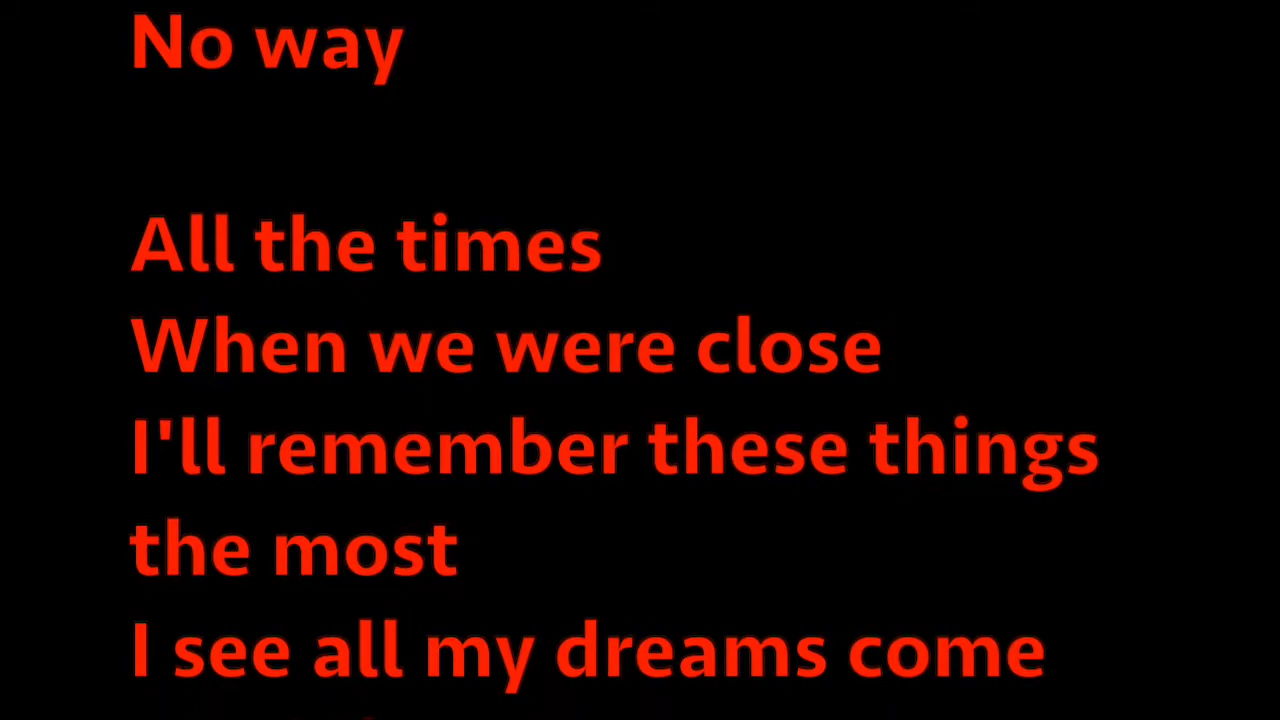 No way
All the times
When we were close
I'll remember these things
the most
I see all my dreams come